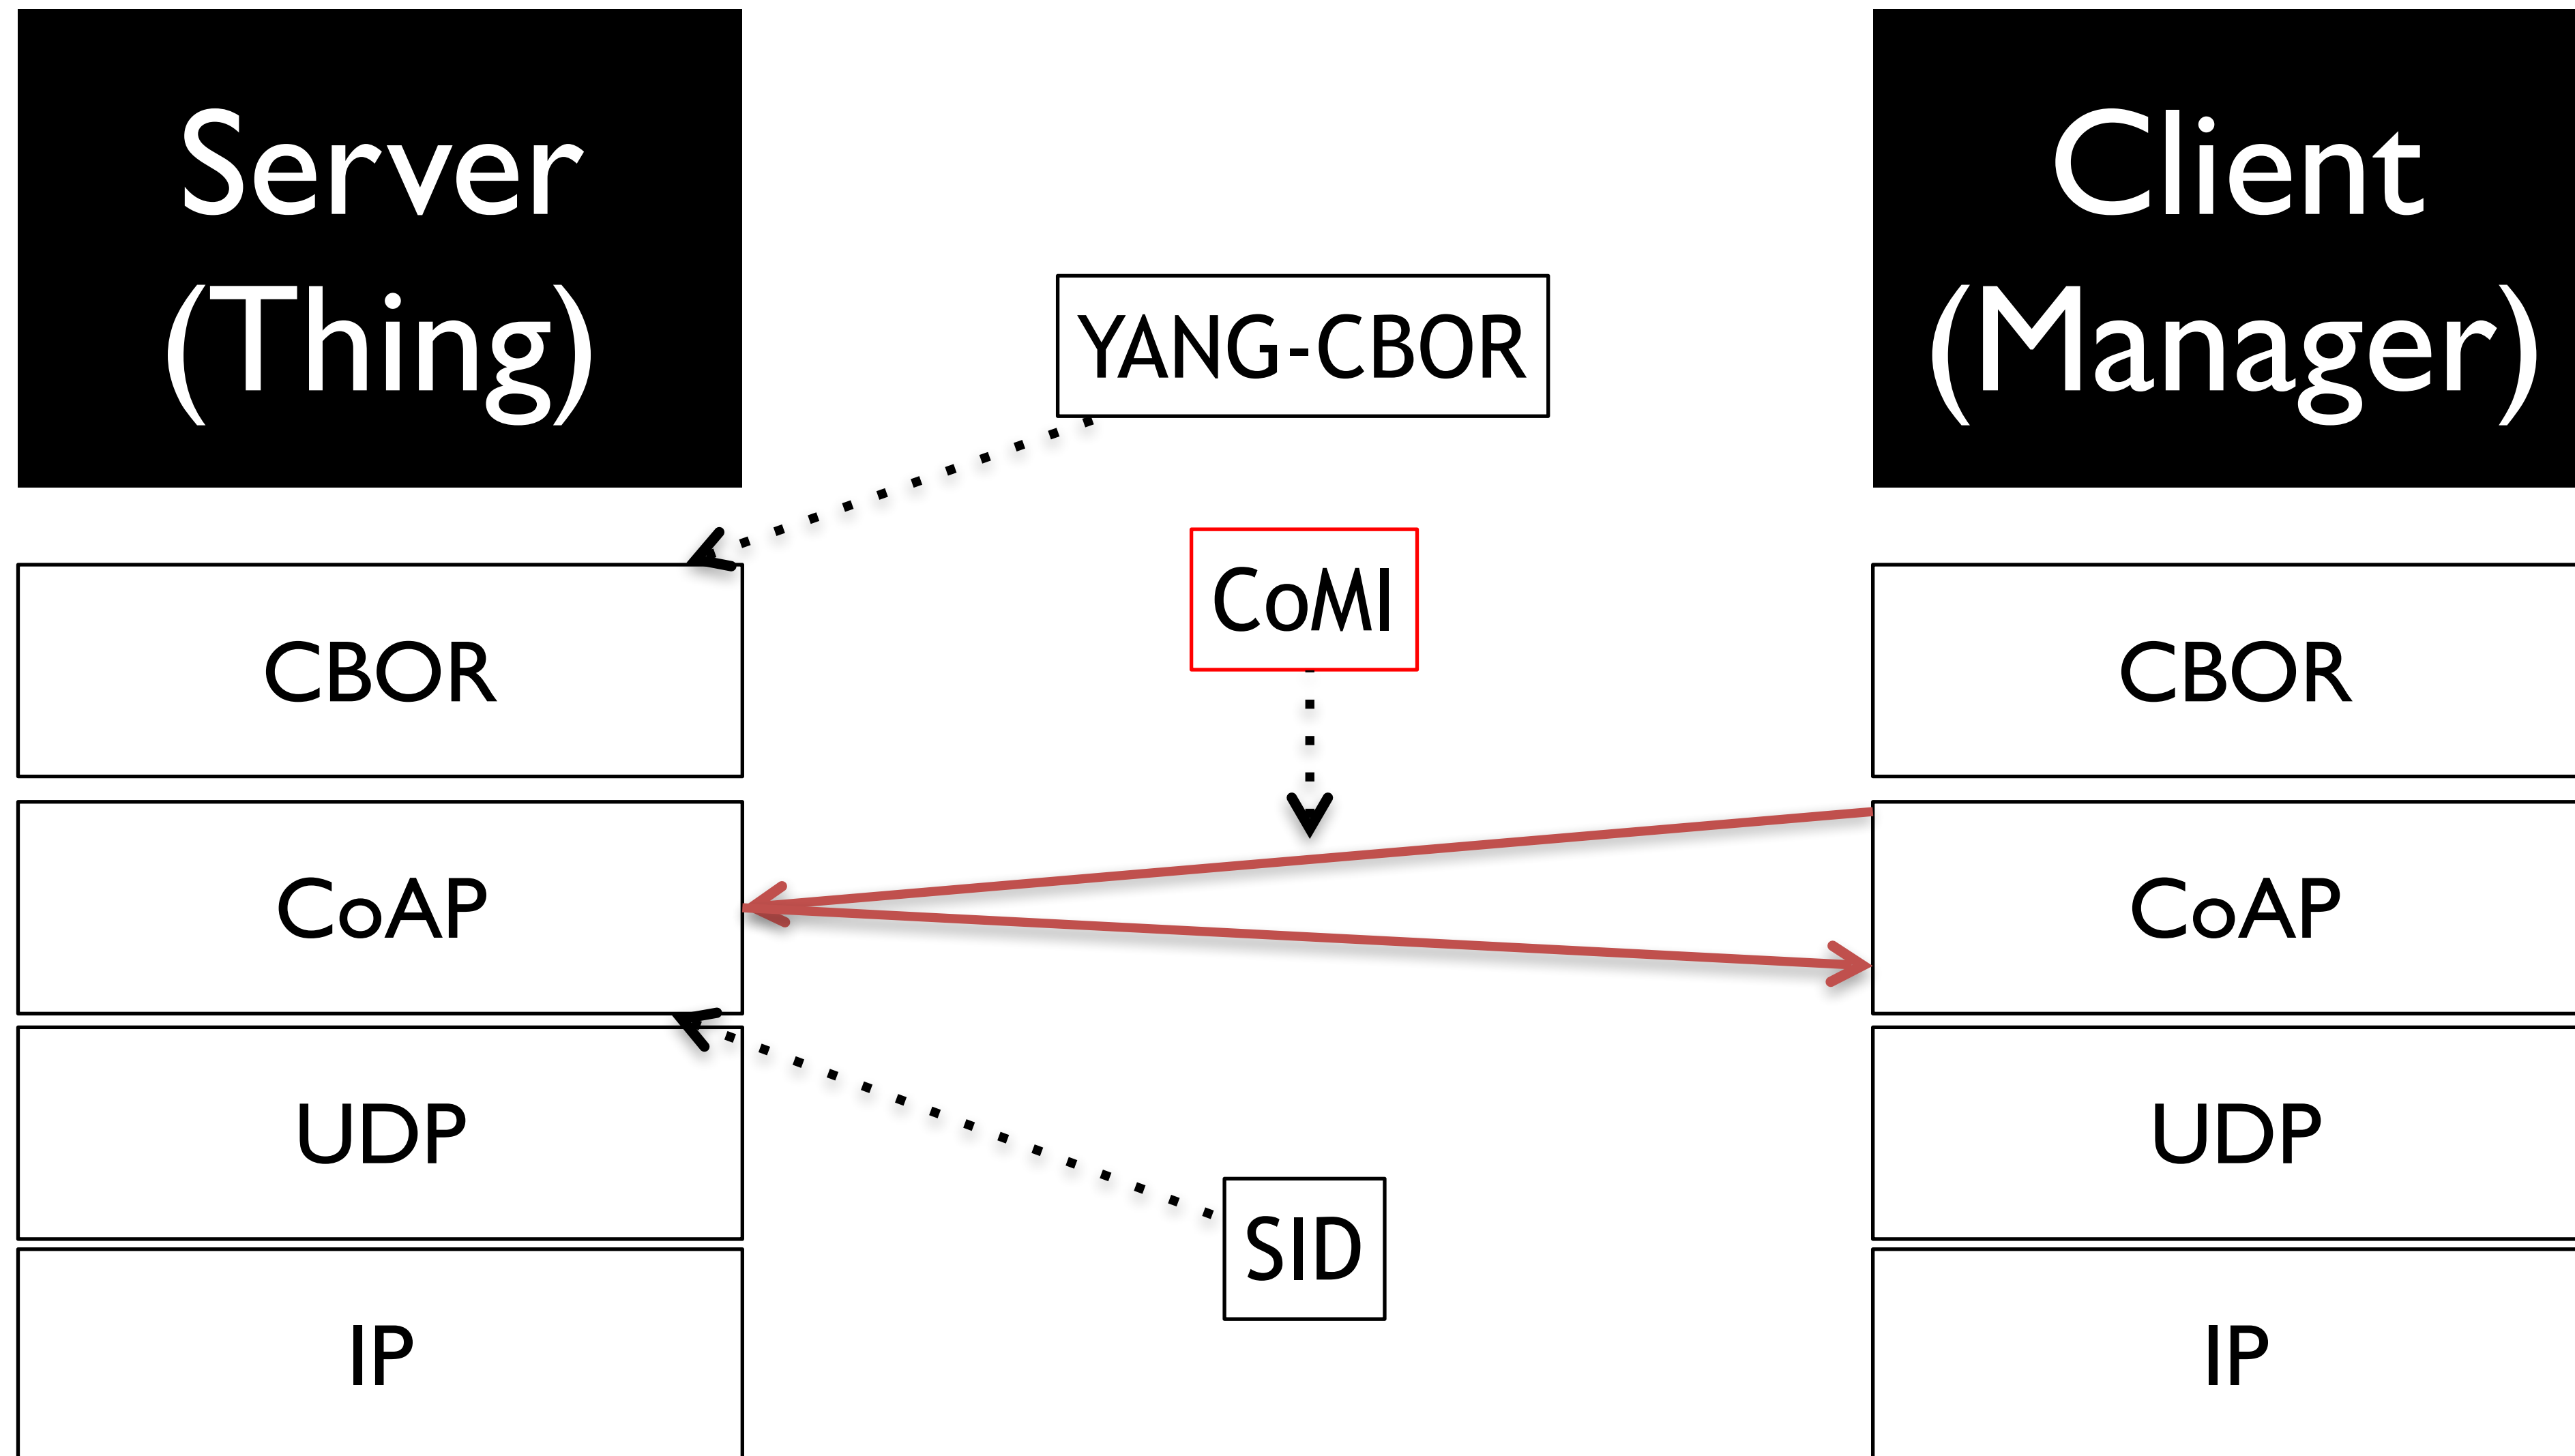 Server
(Thing)
Client
(Manager)
YANG-CBOR
CoMI
CBOR
CBOR
CoAP
CoAP
UDP
UDP
SID
IP
IP